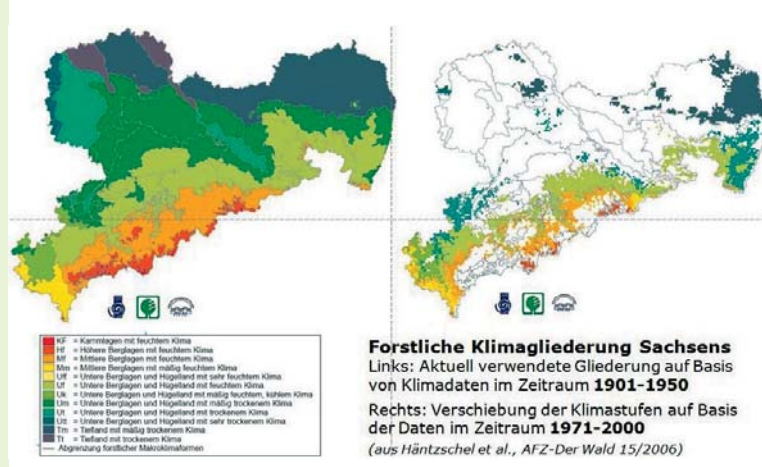 Kf = Kammlagen mit feuchtem Klima
Hf = Höhere Berglagen mit feuchtem Klima
Mf = Mittlere Berglagen mit feuchtem Klima
Mm = Mittlere Berglagen mit mäßig feuchtem Klima
Uff = Untere Berglagen und Hügelland mit sehr feuchtem Klima
Uf = Untere Berglagen und Hügelland mit feuchtem Klima
Uk = Untere Berglagen und Hügelland mit mäßig feuchtem, kühlem Klima
Um = Untere Berglagen und Hügelland mit mäßig trockenem Klima
Ut = Untere Berglagen und Hügelland mit trockenem Klima
Utt = Untere Berglagen und Hügelland mit sehr trockenem Klima
Tm = Tiefland mit mäßig trockenem Klima
Tt = Tiefland mit trockenem Klima
Abgrenzung forstlicher Makroklimaformen
Forstliche Klimagliederung Sachsens
Links: Aktuell verwendete Gliederung auf Basis
von Klimadaten im Zeitraum 1901-1950
Rechts: Verschiebung der Klimastufen auf Basis
der Daten im Zeitraum 1971-2000
(aus Häntzschel et al., AFZ-Der Wald 15/2006)